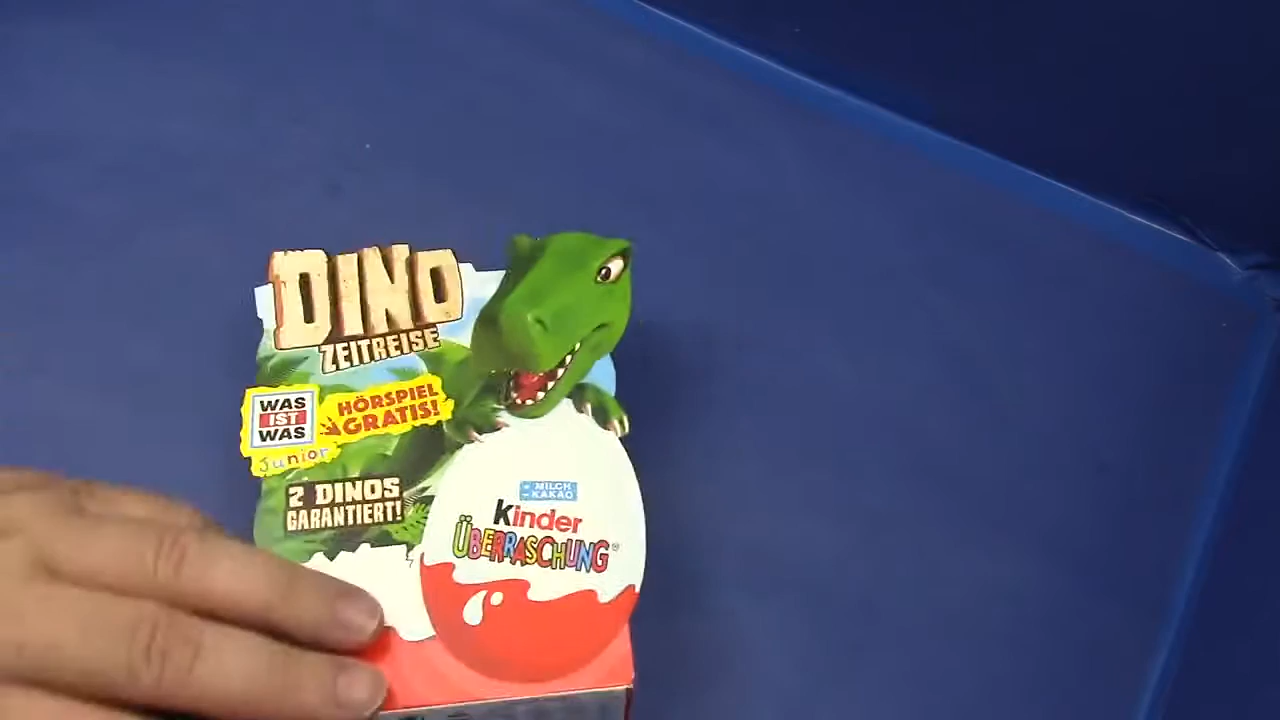 DINO
ZEITREISE
WAS
IST
WAS
Junior
HÖRSPIEL
GRATIS!
2 DINOS
GARANTIERT!
+ MILCH
- KAKAO
Kinder
ÜBERRASCHUNG®